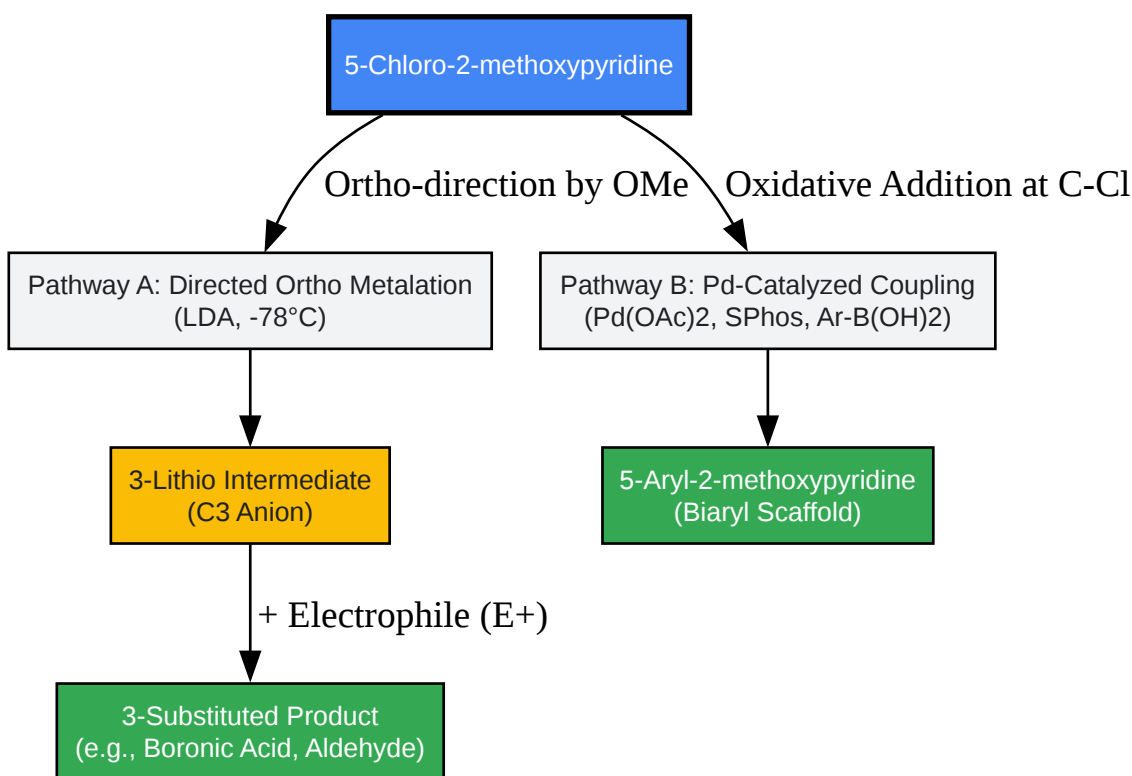 5-Chloro-2-methoxypyridine
Ortho-direction by OMe
Oxidative Addition at C-Cl
Pathway A: Directed Ortho Metalation
(LDA, -78°C)
Pathway B: Pd-Catalyzed Coupling
(Pd(OAc)2, SPhos, Ar-B(OH)2)
3-Lithio Intermediate
(C3 Anion)
5-Aryl-2-methoxypyridine
(Biaryl Scaffold)
+ Electrophile (E+)
3-Substituted Product
(e.g., Boronic Acid, Aldehyde)